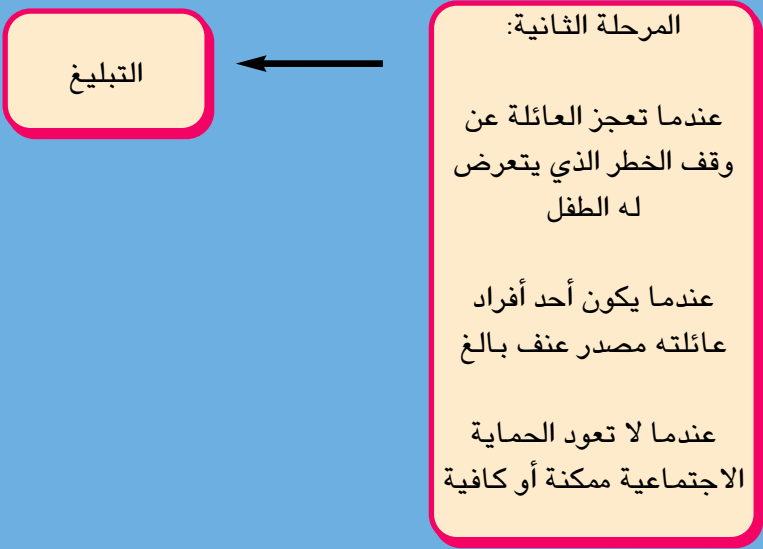 المرحلة الثانية:
عندما تعجز العائلة عن
وقف الخطر الذي يتعرض
له الطفل
عندما يكون أحد أفراد
عائلته مصدر عنف بالغ
عندما لا تعود الحماية
الاجتماعية ممكنة أو كافية
التبليغ